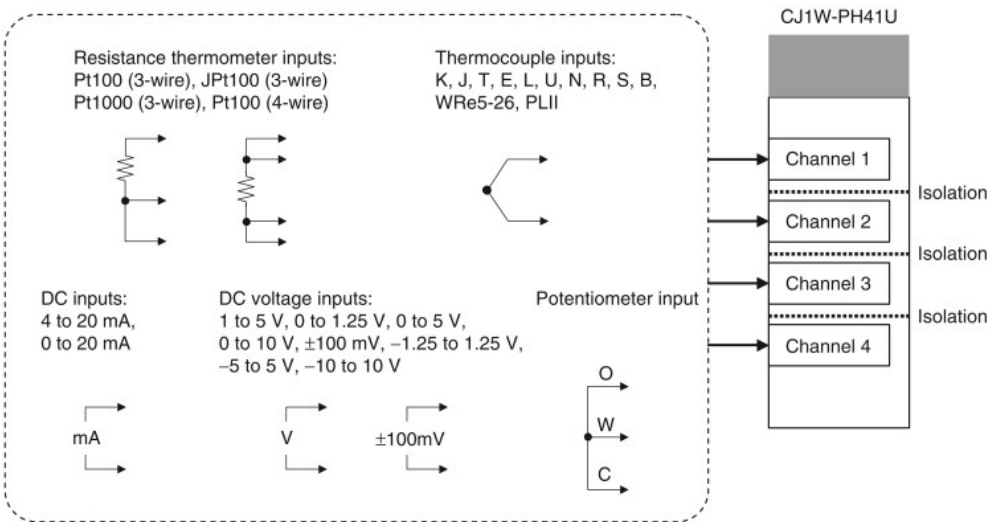 CJ1W-PH41U
Resistance thermometer inputs:
Pt100 (3-wire), JPt100 (3-wire)
Pt1000 (3-wire), Pt100 (4-wire)
Thermocouple inputs:
K, J, T, E, L, U, N, R, S, B,
WRe5-26, PLII
Channel 1
Isolation
Channel 2
Isolation
Channel 3
Isolation
Channel 4
DC inputs:
4 to 20 mA,
0 to 20 mA
DC voltage inputs:
1 to 5 V, 0 to 1.25 V, 0 to 5 V,
0 to 10 V, ±100 mV, −1.25 to 1.25 V,
−5 to 5 V, −10 to 10 V
Potentiometer input
mA
V
±100mV
O
W
C